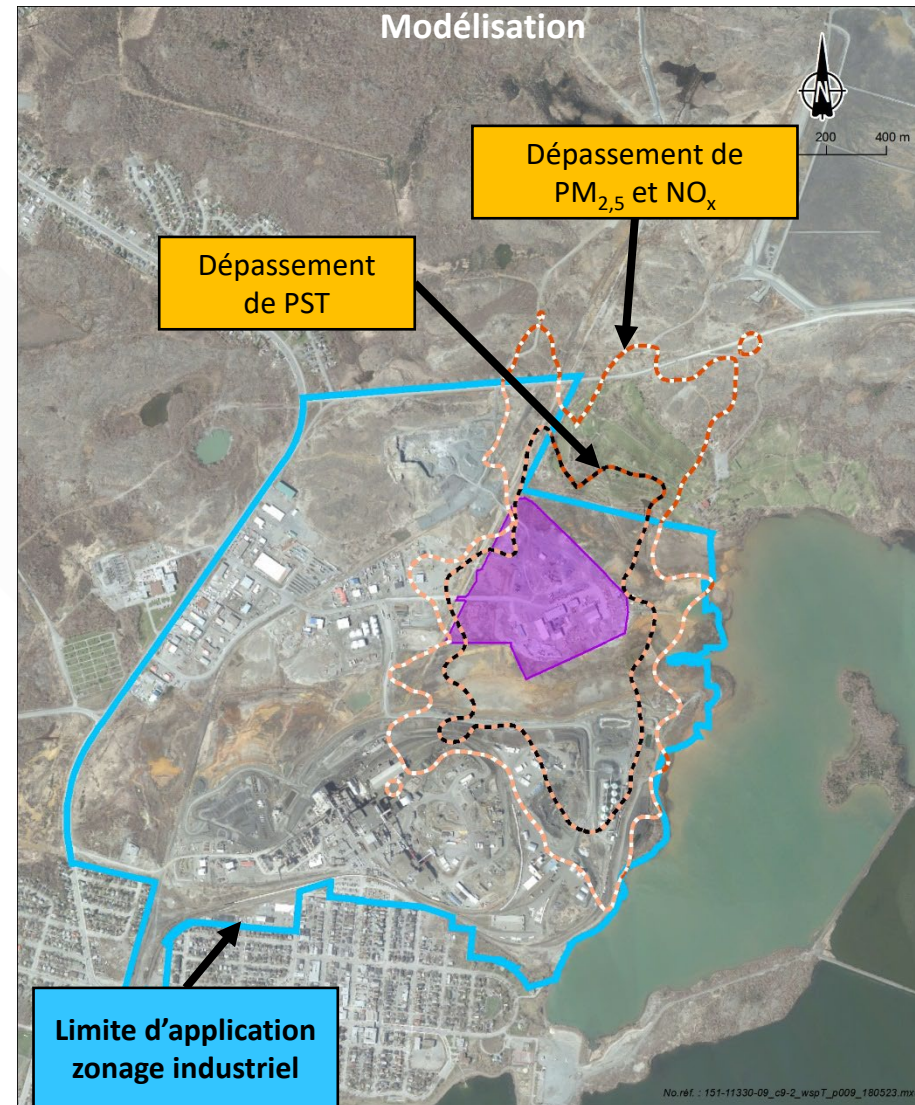 Modélisation
N
200 400 m
Dépassement de
PM2,5 et NOx
Dépassement
de PST
Limite d'application
zonage industriel
No.réf. : 151-11330-09_c9-2_wspT_p009_180523.mx